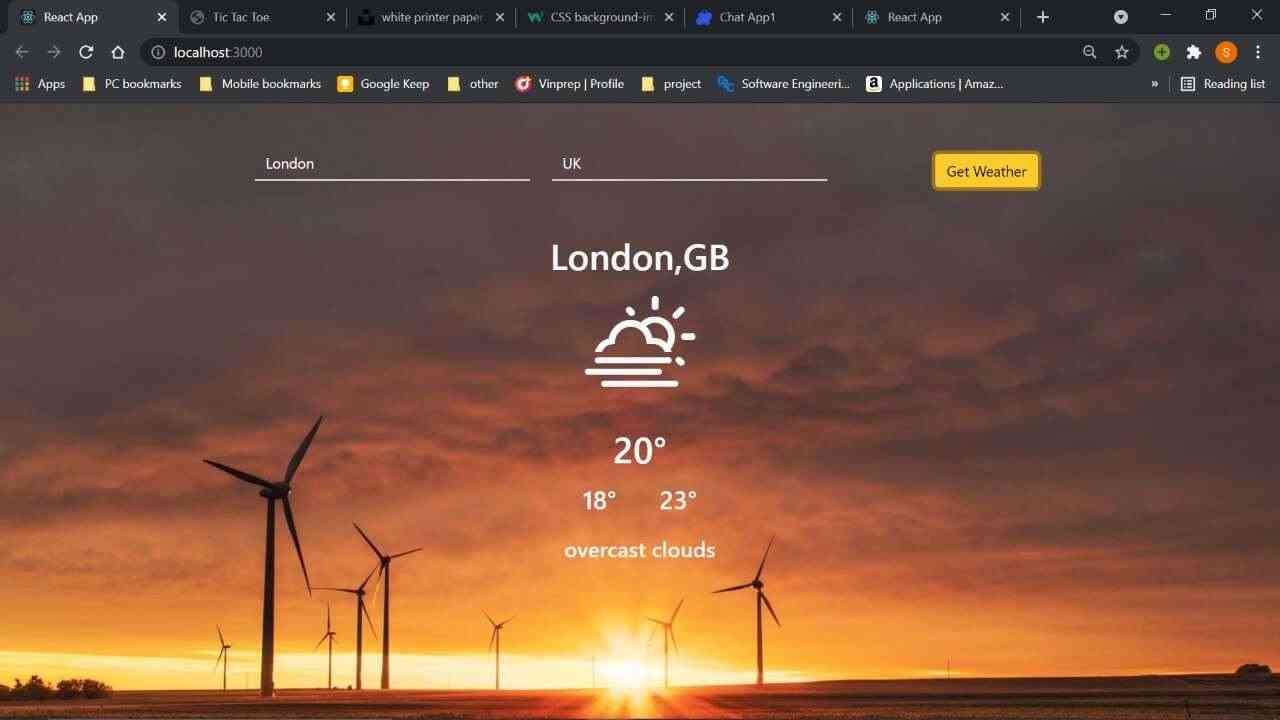 React App
Tic Tac Toe
white printer paper
CSS background-im
Chat App1
React App
localhost:3000
S
Apps
PC bookmarks
Mobile bookmarks
Google Keep
other
Vinprep | Profile
project
Software Engineeri...
a
Applications | Amaz...
»
Reading list
London
UK
Get Weather
London,GB
20°
18° 23°
overcast clouds